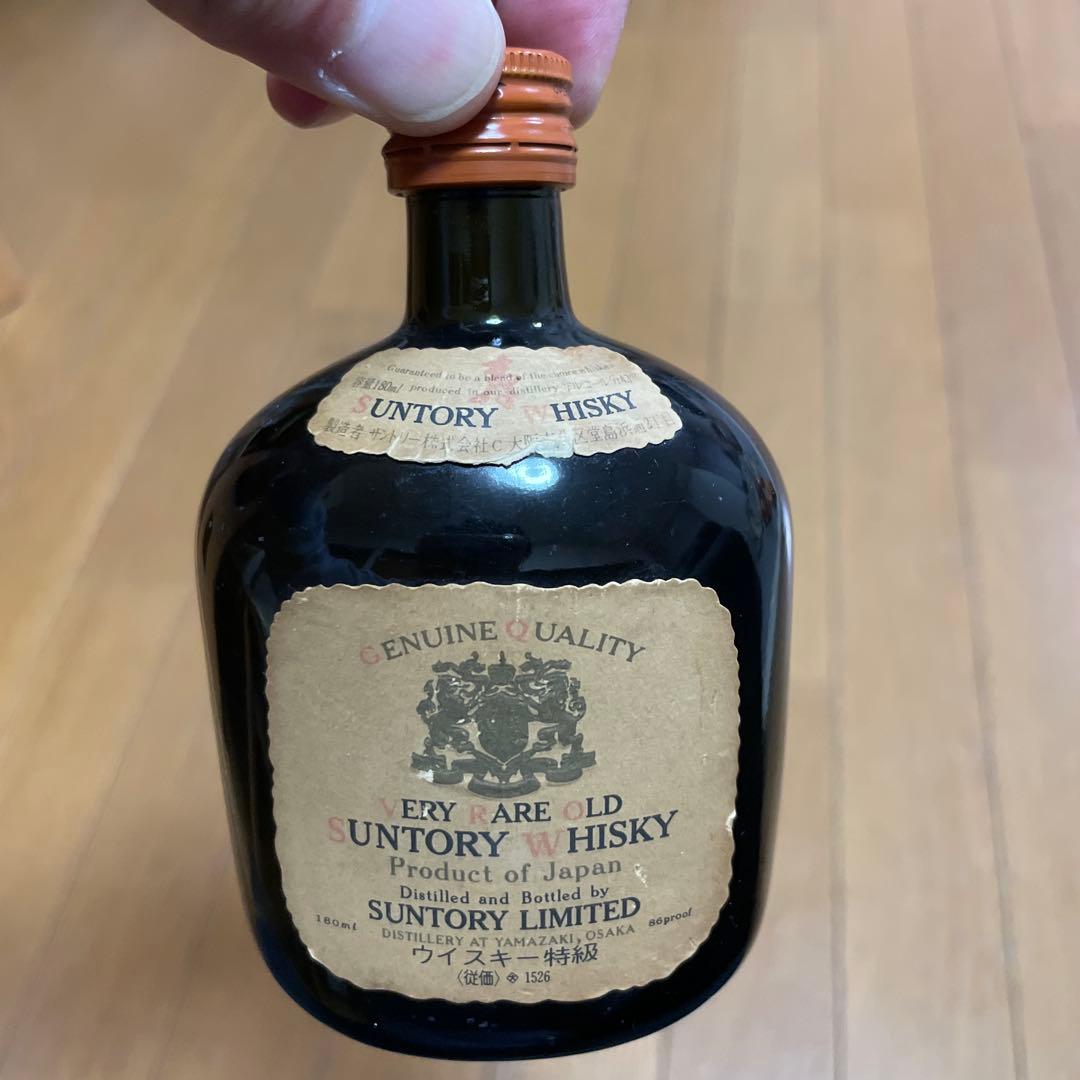 Guaranteed to be a blend of the choice whiskies
容量180ml produced in our distillery アルコール分43%
寿
SUNTORY WHISKY
製造者 サントリー株式会社C 大阪市北区堂島浜通2丁目
GENUINE QUALITY
VERY RARE OLD
SUNTORY WHISKY
Product of Japan
Distilled and Bottled by
180ml SUNTORY LIMITED 86proof
DISTILLERY AT YAMAZAKI, OSAKA
ウイスキー特級
〈従価〉 1526